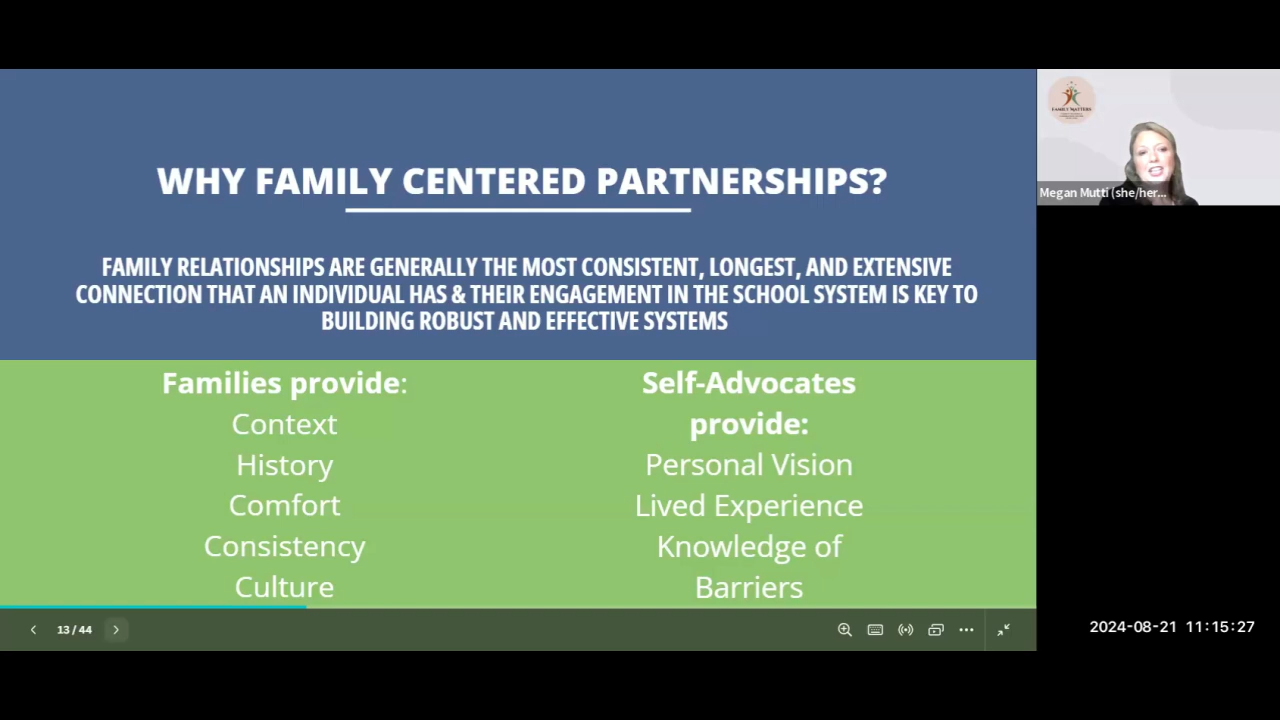 WHY FAMILY CENTERED PARTNERSHIPS?
FAMILY RELATIONSHIPS ARE GENERALLY THE MOST CONSISTENT, LONGEST, AND EXTENSIVE
CONNECTION THAT AN INDIVIDUAL HAS & THEIR ENGAGEMENT IN THE SCHOOL SYSTEM IS KEY TO
BUILDING ROBUST AND EFFECTIVE SYSTEMS
Families provide:
Context
History
Comfort
Consistency
Culture
Self-Advocates
provide:
Personal Vision
Lived Experience
Knowledge of
Barriers
13 / 44
FAMILY MATTERS
Megan Mutti (she/her...
2024-08-21 11:15:27